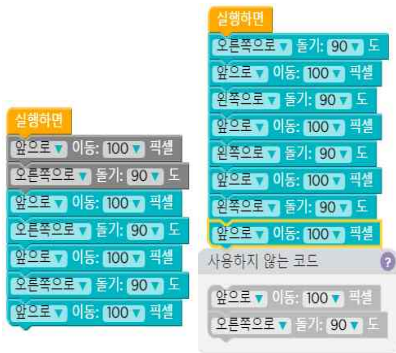 실행하면
앞으로▼ 이동: 100▼ 픽셀
오른쪽으로▼ 돌기: 90▼ 도
앞으로▼ 이동: 100▼ 픽셀
오른쪽으로▼ 돌기: 90▼ 도
앞으로▼ 이동: 100▼ 픽셀
오른쪽으로▼ 돌기: 90▼ 도
앞으로▼ 이동: 100▼ 픽셀
실행하면
오른쪽으로▼ 돌기: 90▼ 도
앞으로▼ 이동: 100▼ 픽셀
왼쪽으로▼ 돌기: 90▼ 도
앞으로▼ 이동: 100▼ 픽셀
왼쪽으로▼ 돌기: 90▼ 도
앞으로▼ 이동: 100▼ 픽셀
왼쪽으로▼ 돌기: 90▼ 도
앞으로▼ 이동: 100▼ 픽셀
사용하지 않는 코드 ?
앞으로▼ 이동: 100▼ 픽셀
오른쪽으로▼ 돌기: 90▼ 도